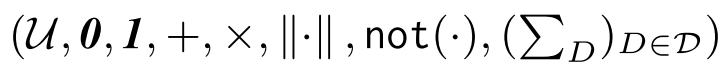 (𝒰, 𝟎, 𝟏, +, ×, ‖·‖, not(·), (∑_D)_{D∈𝒟})